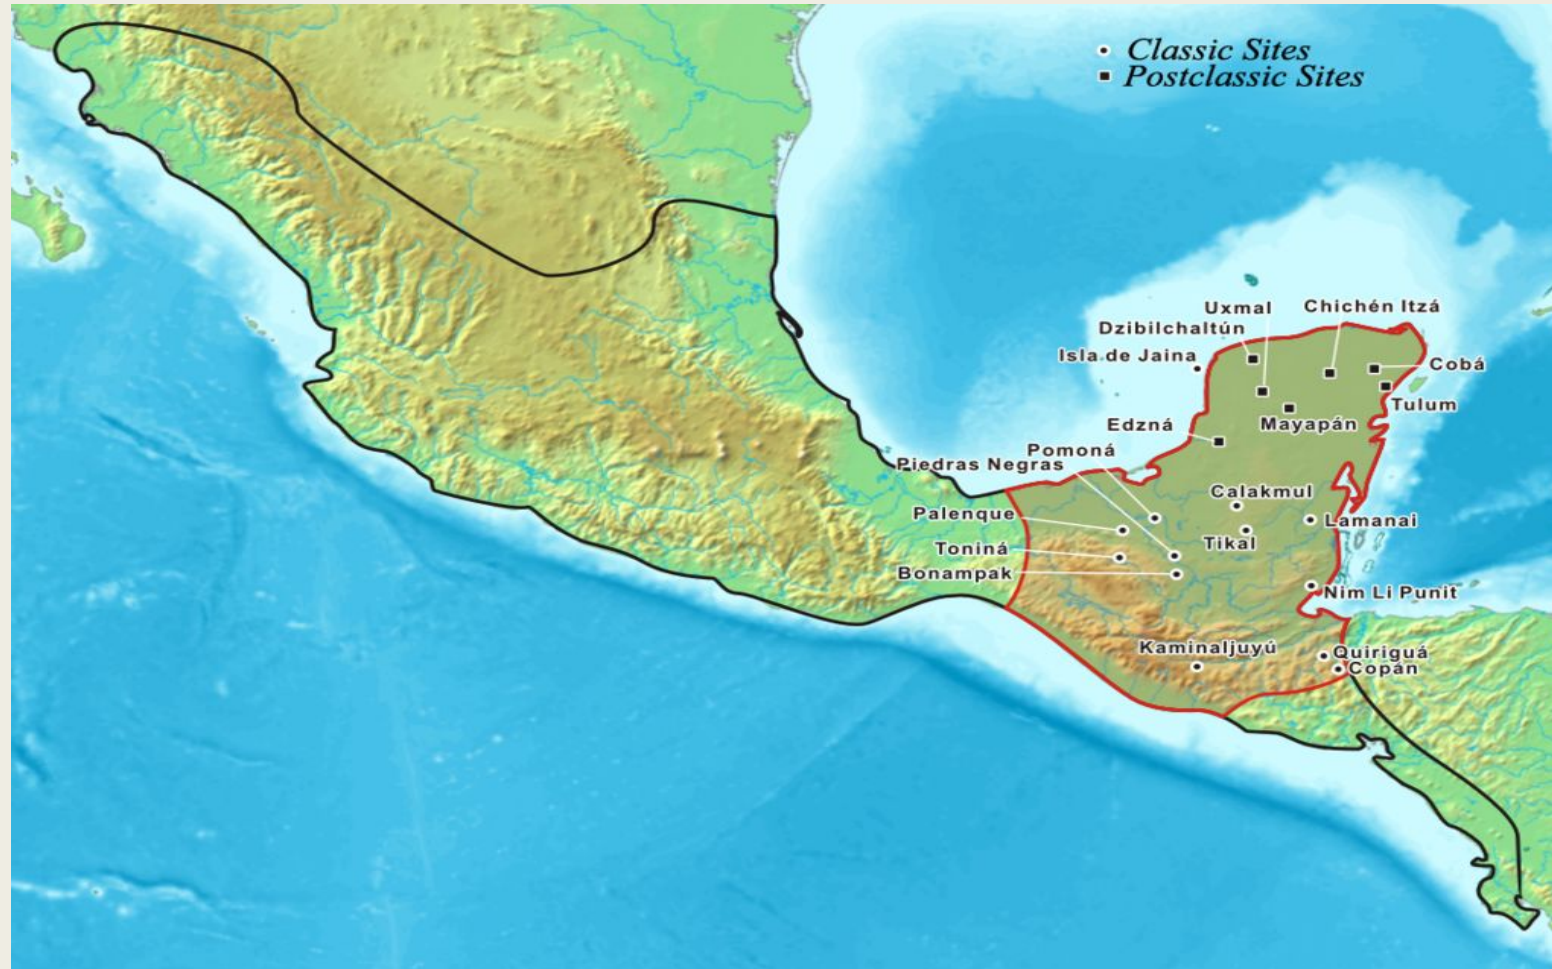 Classic Sites
Postclassic Sites
Uxmal
Chichén Itzá
Dzibilchaltún
Isla de Jaina
Cobá
Tulum
Mayapán
Edzná
Pomoná
Piedras Negras
Calakmul
Palenque
Lamanai
Tikal
Toniná
Bonampak
Nim Li Punit
Kaminaljuyú
Quiriguá
Copán